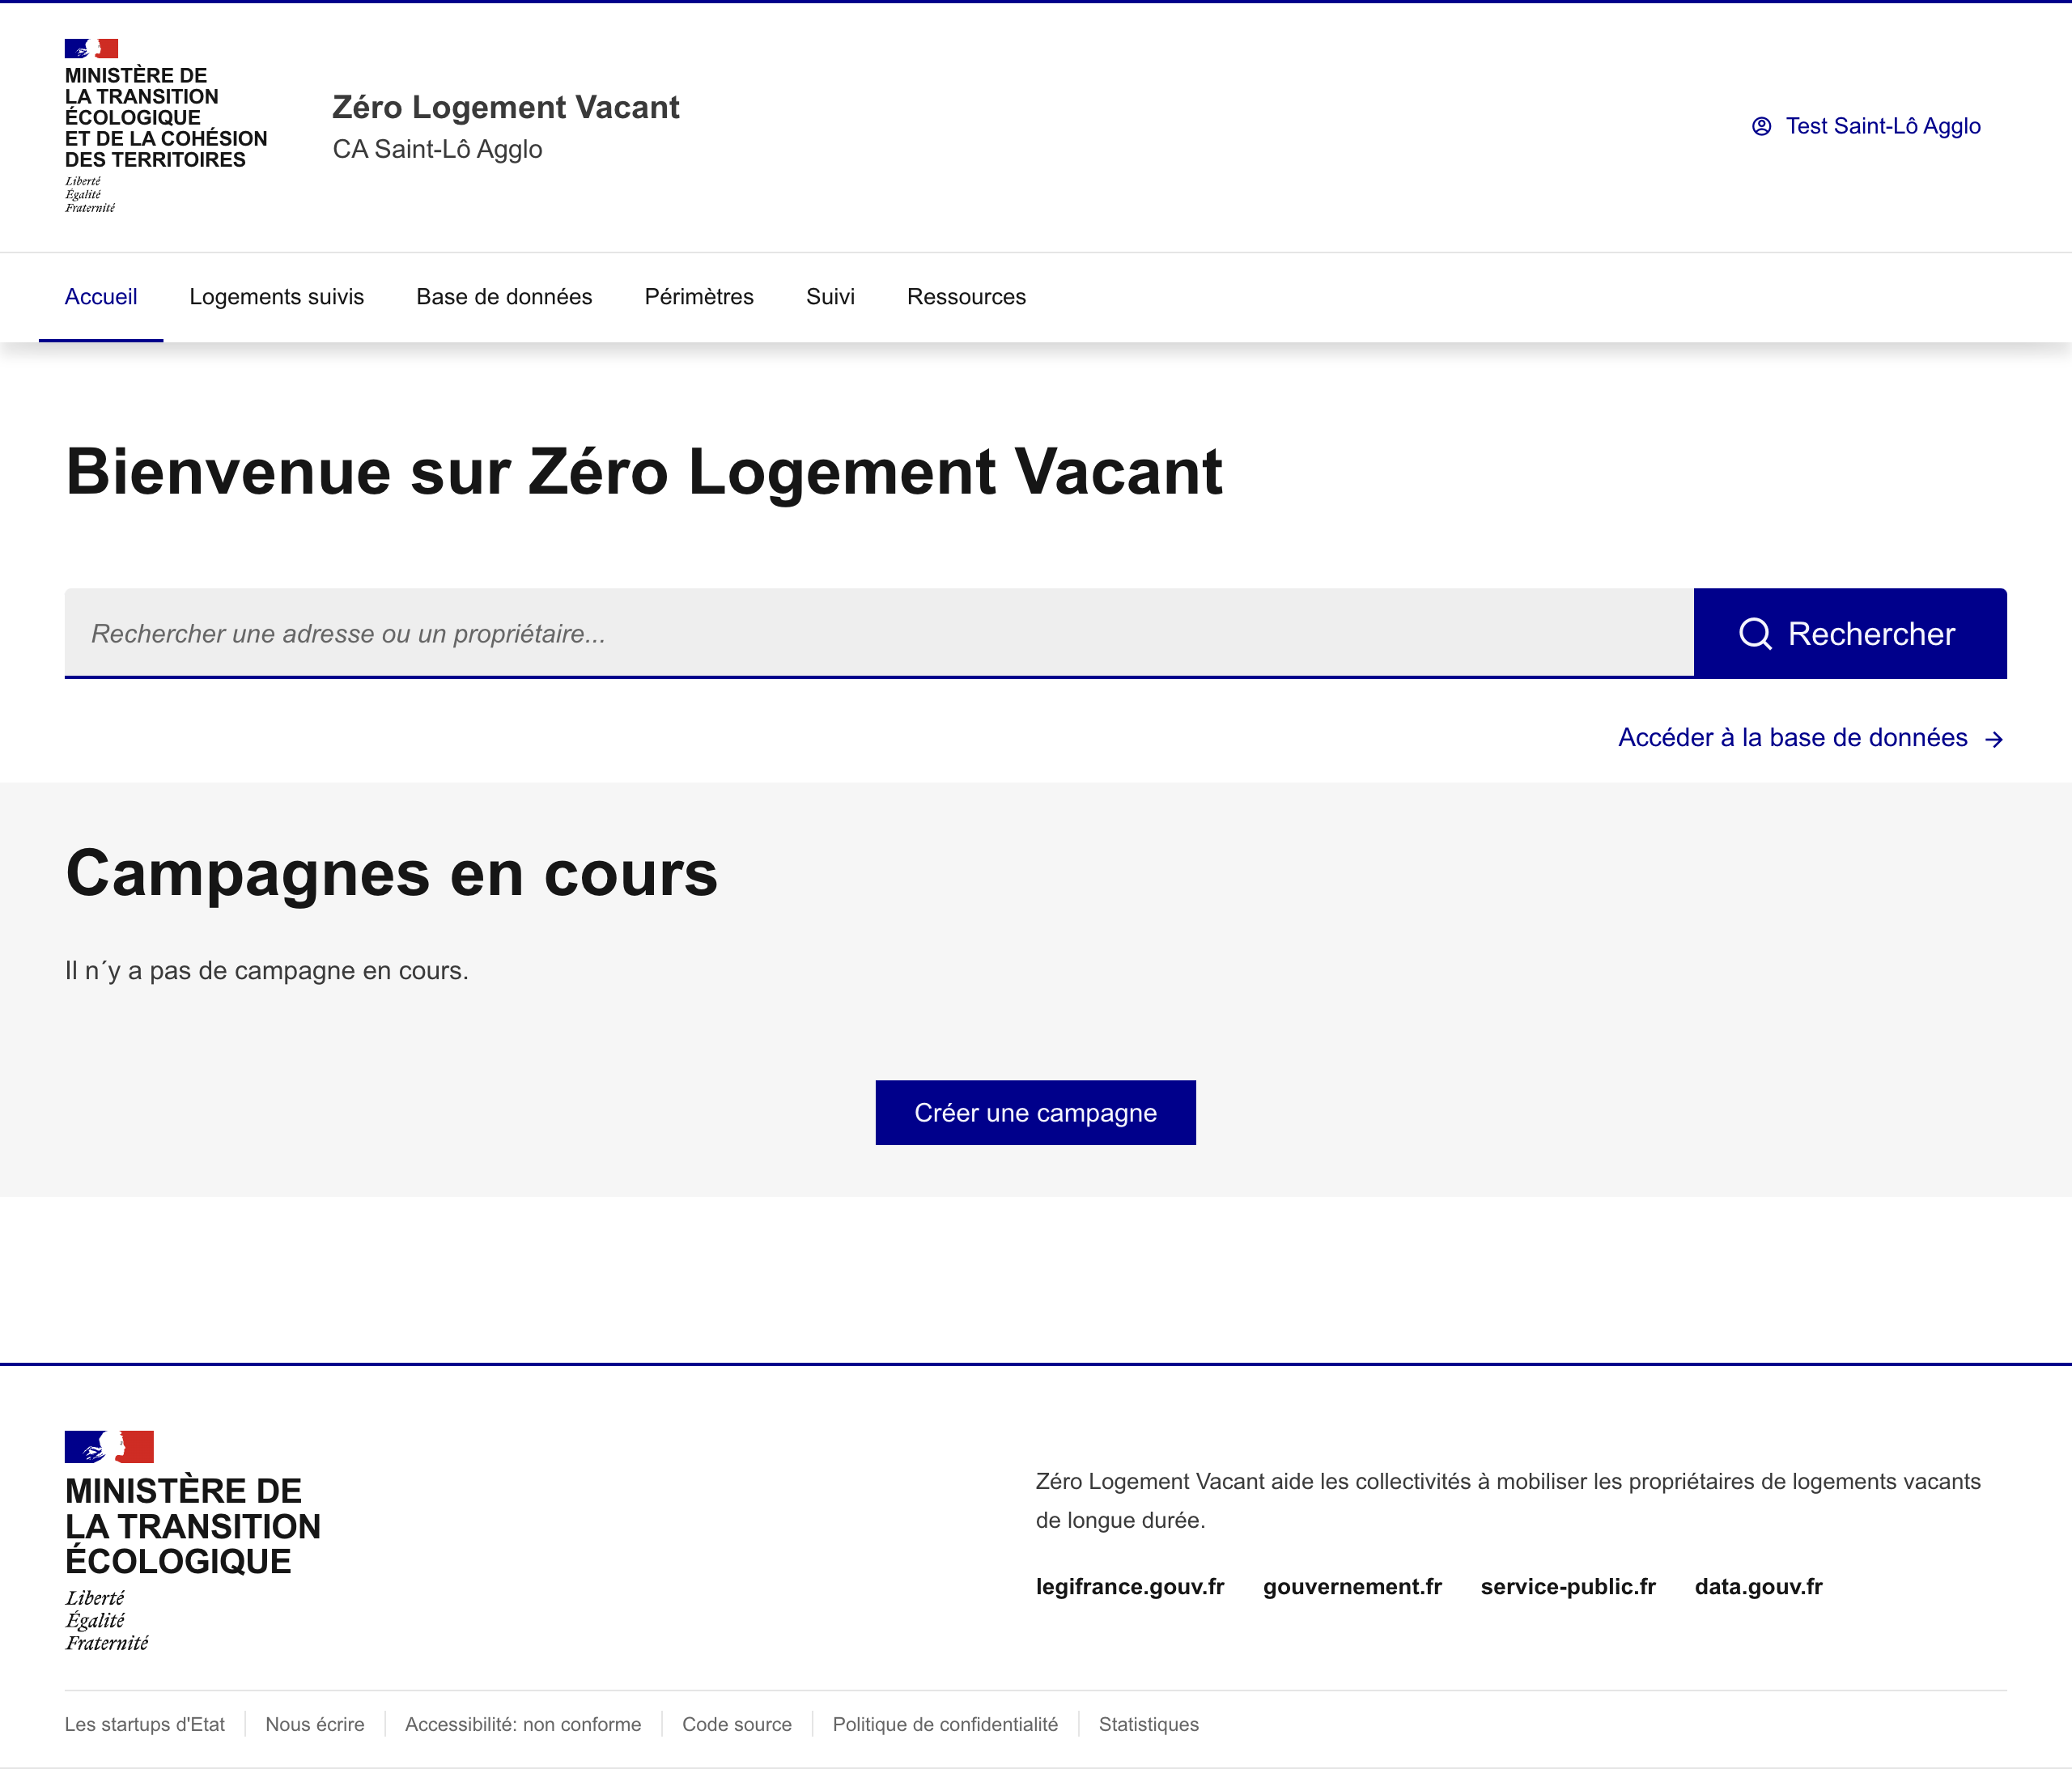 MINISTÈRE DE
LA TRANSITION
ÉCOLOGIQUE
ET DE LA COHÉSION
DES TERRITOIRES
Liberté
Égalité
Fraternité
Zéro Logement Vacant
CA Saint-Lô Agglo
Test Saint-Lô Agglo
Accueil Logements suivis Base de données Périmètres Suivi Ressources
Bienvenue sur Zéro Logement Vacant
Rechercher une adresse ou un propriétaire...
Rechercher
Accéder à la base de données
Campagnes en cours
Il n´y a pas de campagne en cours.
Créer une campagne
MINISTÈRE DE
LA TRANSITION
ÉCOLOGIQUE
Liberté
Égalité
Fraternité
Zéro Logement Vacant aide les collectivités à mobiliser les propriétaires de logements vacants
de longue durée.
legifrance.gouv.fr gouvernement.fr service-public.fr data.gouv.fr
Les startups d'Etat Nous écrire Accessibilité: non conforme Code source Politique de confidentialité Statistiques